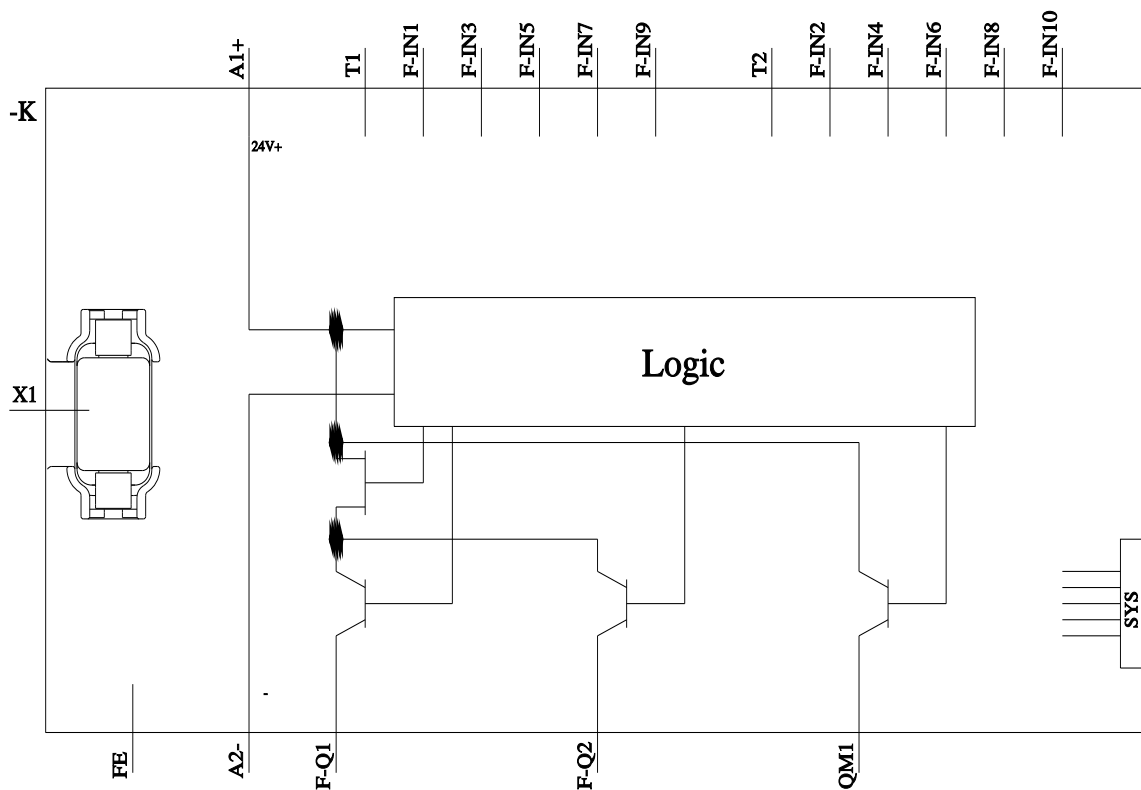 A1+
T1
F-IN1
F-IN3
F-IN5
F-IN7
F-IN9
T2
F-IN2
F-IN4
F-IN6
F-IN8
F-IN10
-K
24V+
Logic
X1
SYS
-
FE
A2-
F-Q1
F-Q2
QM1